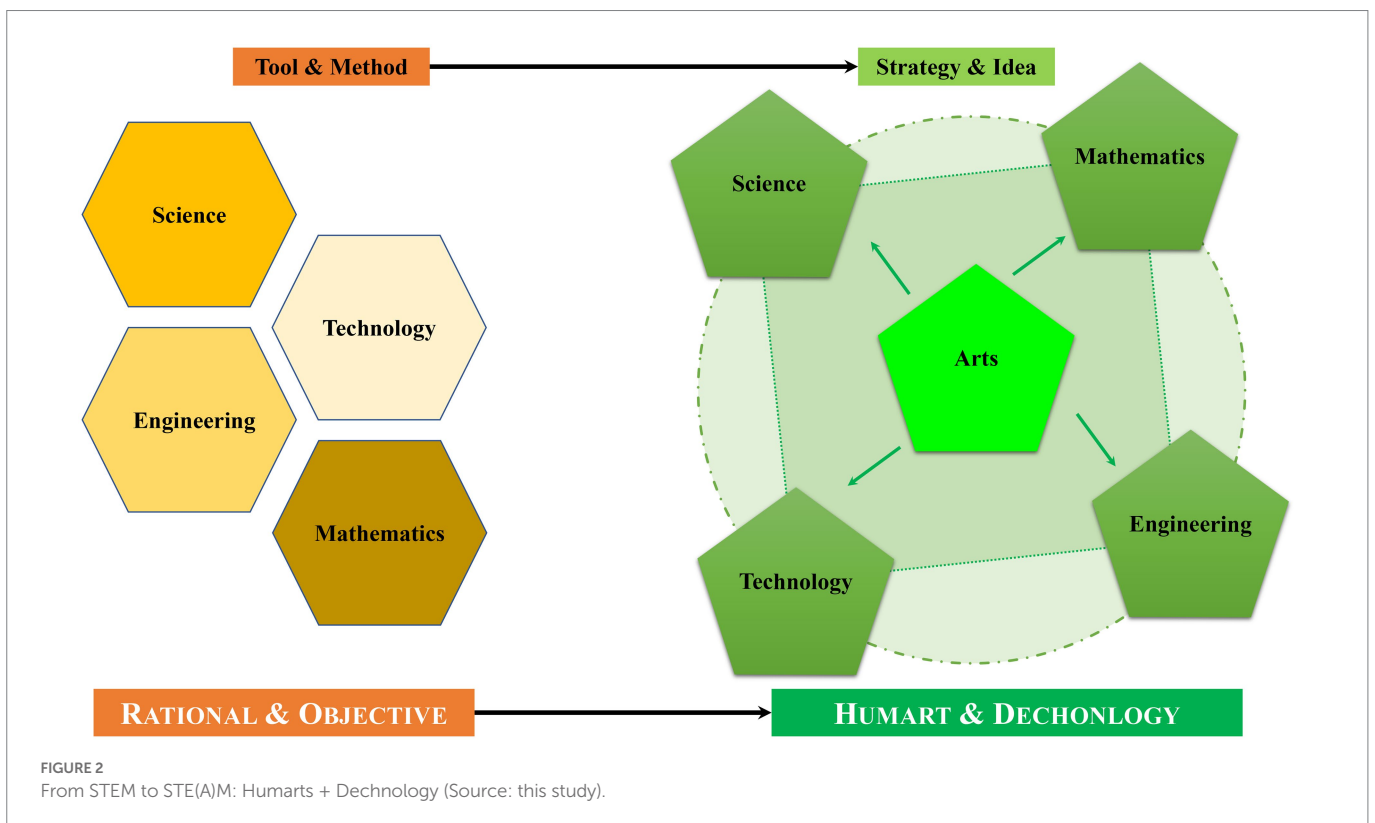 Tool & Method
Strategy & Idea
Science
Technology
Engineering
Mathematics
Science
Mathematics
Arts
Technology
Engineering
RATIONAL & OBJECTIVE
HUMART & DECHONLOGY
FIGURE 2
From STEM to STE(A)M: Humarts + Dechnology (Source: this study).